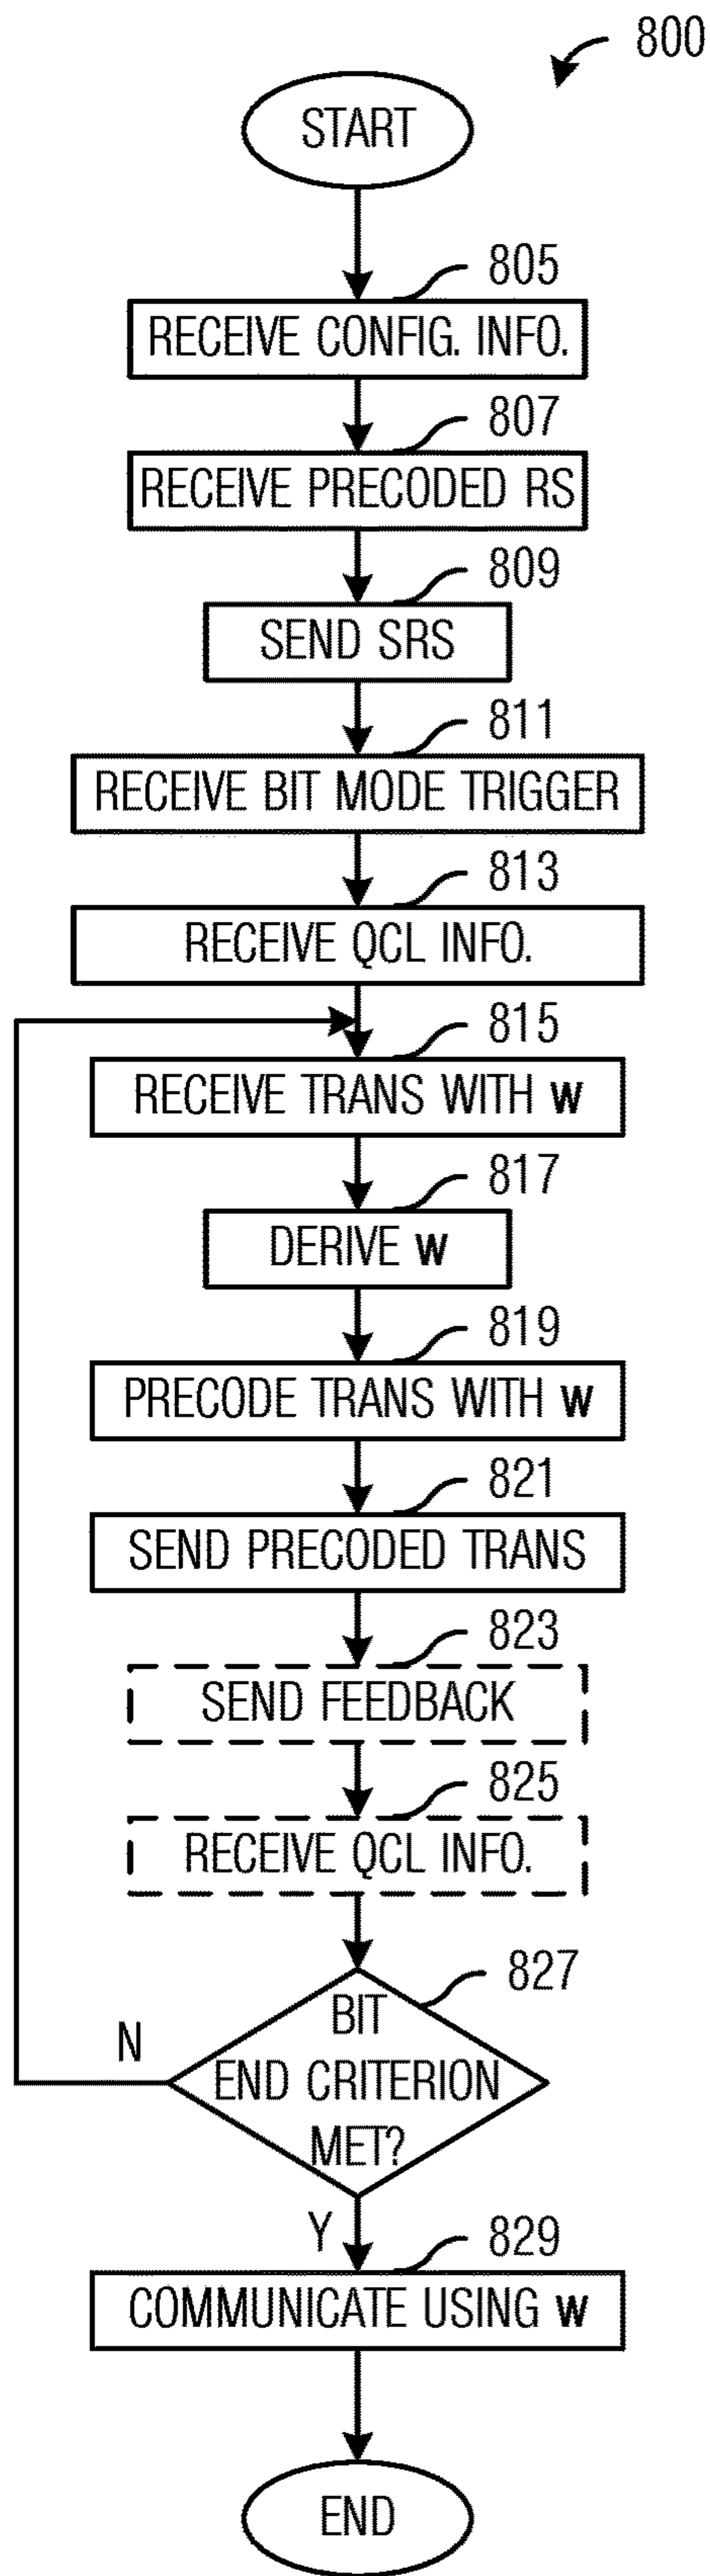 800
START
805
RECEIVE CONFIG. INFO.
807
RECEIVE PRECODED RS
809
SEND SRS
811
RECEIVE BIT MODE TRIGGER
813
RECEIVE QCL INFO.
815
RECEIVE TRANS WITH w
817
DERIVE w
819
PRECODE TRANS WITH w
821
SEND PRECODED TRANS
823
SEND FEEDBACK
825
RECEIVE QCL INFO.
827
BIT
END CRITERION
MET?
N
Y
829
COMMUNICATE USING w
END